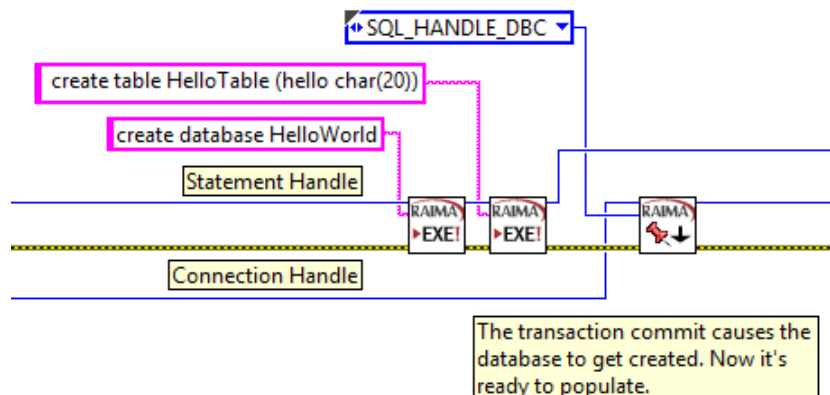 SQL_HANDLE_DBC
create table HelloTable (hello char(20))
create database HelloWorld
Statement Handle
RAIMA RAIMA RAIMA
EXE! EXE!
Connection Handle
The transaction commit causes the
database to get created. Now it's
ready to populate.